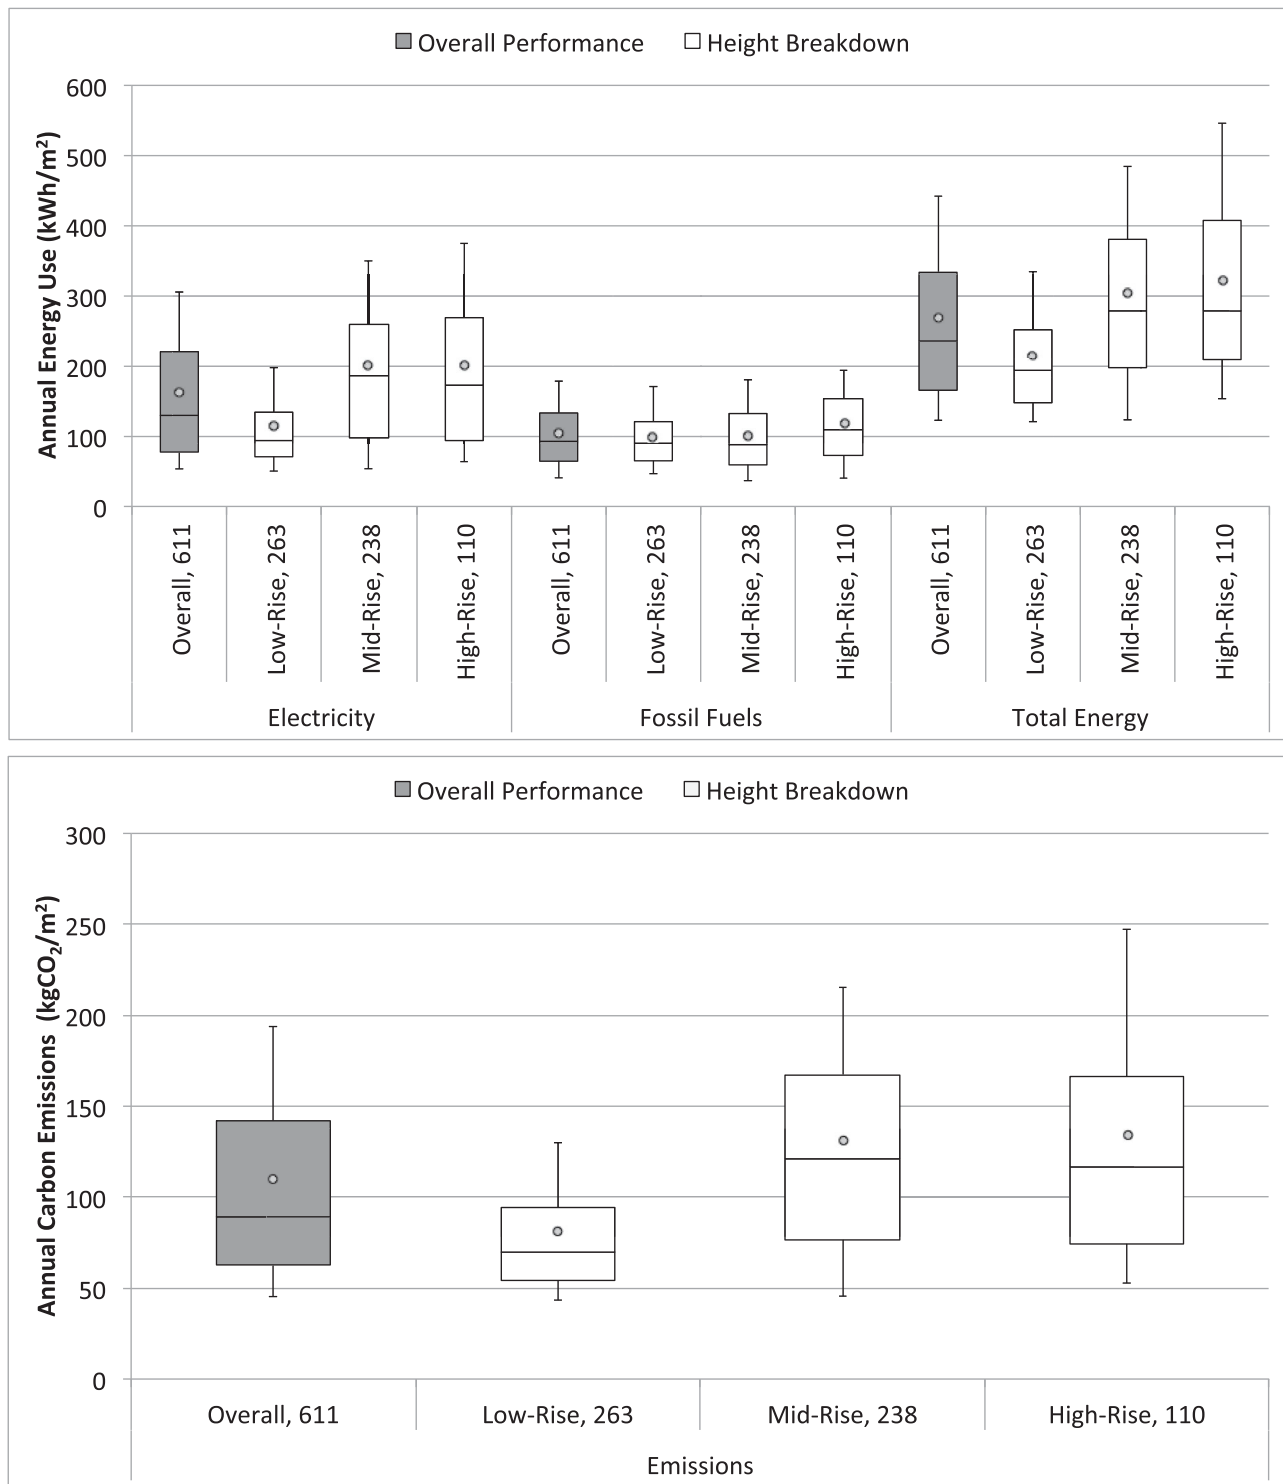 Overall Performance Height Breakdown
Annual Energy Use (kWh/m²)
600
500
400
300
200
100
0
Overall, 611
Low-Rise, 263
Mid-Rise, 238
High-Rise, 110
Overall, 611
Low-Rise, 263
Mid-Rise, 238
High-Rise, 110
Overall, 611
Low-Rise, 263
Mid-Rise, 238
High-Rise, 110
Electricity Fossil Fuels Total Energy
Overall Performance Height Breakdown
Annual Carbon Emissions (kgCO₂/m²)
300
250
200
150
100
50
0
Overall, 611 Low-Rise, 263 Mid-Rise, 238 High-Rise, 110
Emissions